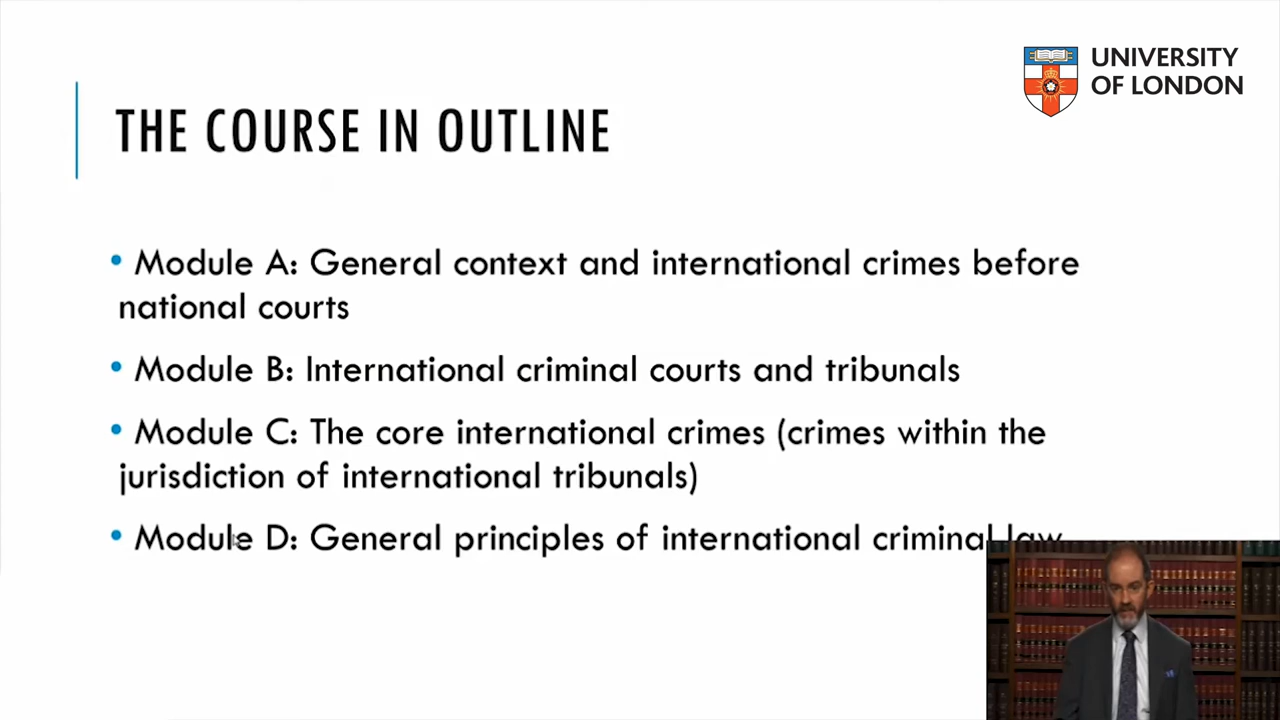 UNIVERSITY
OF LONDON
THE COURSE IN OUTLINE
• Module A: General context and international crimes before
national courts
• Module B: International criminal courts and tribunals
• Module C: The core international crimes (crimes within the
jurisdiction of international tribunals)
• Module D: General principles of international criminal law